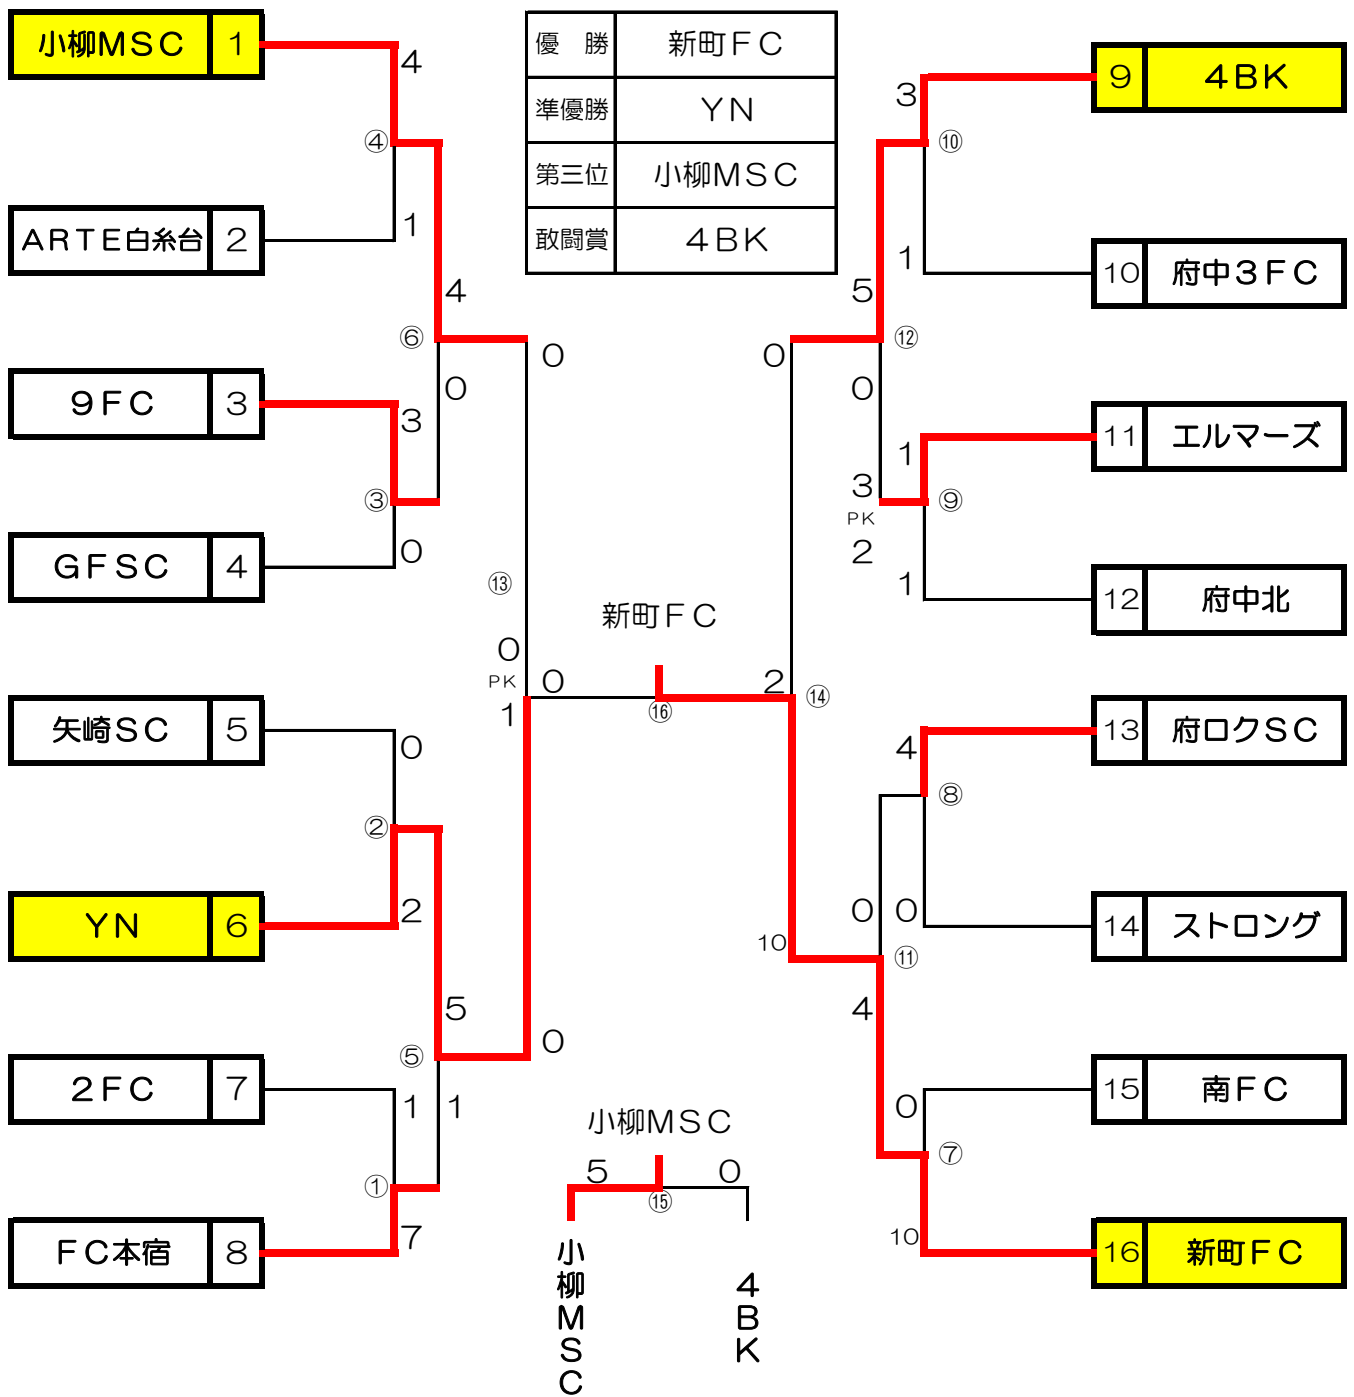 優　勝 新町ＦＣ
準優勝 ＹＮ
第三位 小柳ＭＳＣ
敢闘賞 ４ＢＫ
小柳ＭＳＣ 1
4
④
ＡＲＴＥ白糸台 2
1
4
⑥
0
0
９ＦＣ 3
3
③
ＧＦＳＣ 4
0
⑬
0
PK
1
0
矢崎ＳＣ 5
0
②
ＹＮ 6
2
5
⑤
0
1
２ＦＣ 7
1
①
ＦＣ本宿 8
7
新町ＦＣ
⑯
2
⑭
9 ４ＢＫ
3
⑩
10 府中３ＦＣ
1
5
⑫
0
0
11 エルマーズ
1
3
PK
2
⑨
12 府中北
1
13 府ロクＳＣ
4
⑧
14 ストロング
0
0
10
⑪
4
15 南ＦＣ
0
⑦
16 新町ＦＣ
10
小柳ＭＳＣ
5 0
⑮
小柳ＭＳＣ
４ＢＫ